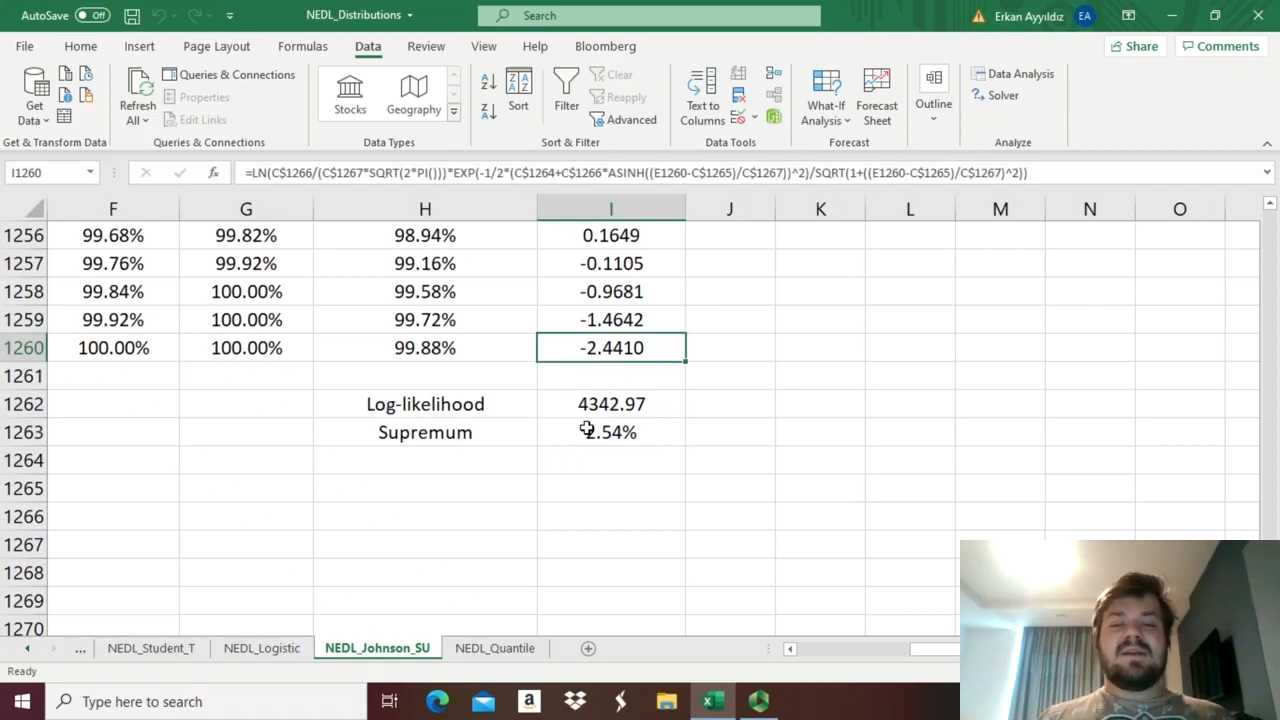 AutoSave Off NEDL_Distributions Search Erkan Ayyıldız EA
File Home Insert Page Layout Formulas Data Review View Help Bloomberg Share Comments
Get Data Refresh All Queries & Connections Properties Edit Links Stocks Geography Sort Filter Clear Reapply Advanced Text to Columns What-If Analysis Forecast Sheet Outline Data Analysis Solver
Get & Transform Data Queries & Connections Data Types Sort & Filter Data Tools Forecast Analyze
I1260 fx =LN(C$1266/(C$1267*SQRT(2*PI()))*EXP(-1/2*(C$1264+C$1266*ASINH((E1260-C$1265)/C$1267))^2)/SQRT(1+((E1260-C$1265)/C$1267)^2))
F G H I J K L M N O
1256 99.68% 99.82% 98.94% 0.1649
1257 99.76% 99.92% 99.16% -0.1105
1258 99.84% 100.00% 99.58% -0.9681
1259 99.92% 100.00% 99.72% -1.4642
1260 100.00% 100.00% 99.88% -2.4410
1261
1262 Log-likelihood 4342.97
1263 Supremum 2.54%
1264
1265
1266
1267
1268
1269
1270
... NEDL_Student_T NEDL_Logistic NEDL_Johnson_SU NEDL_Quantile
Ready
Type here to search